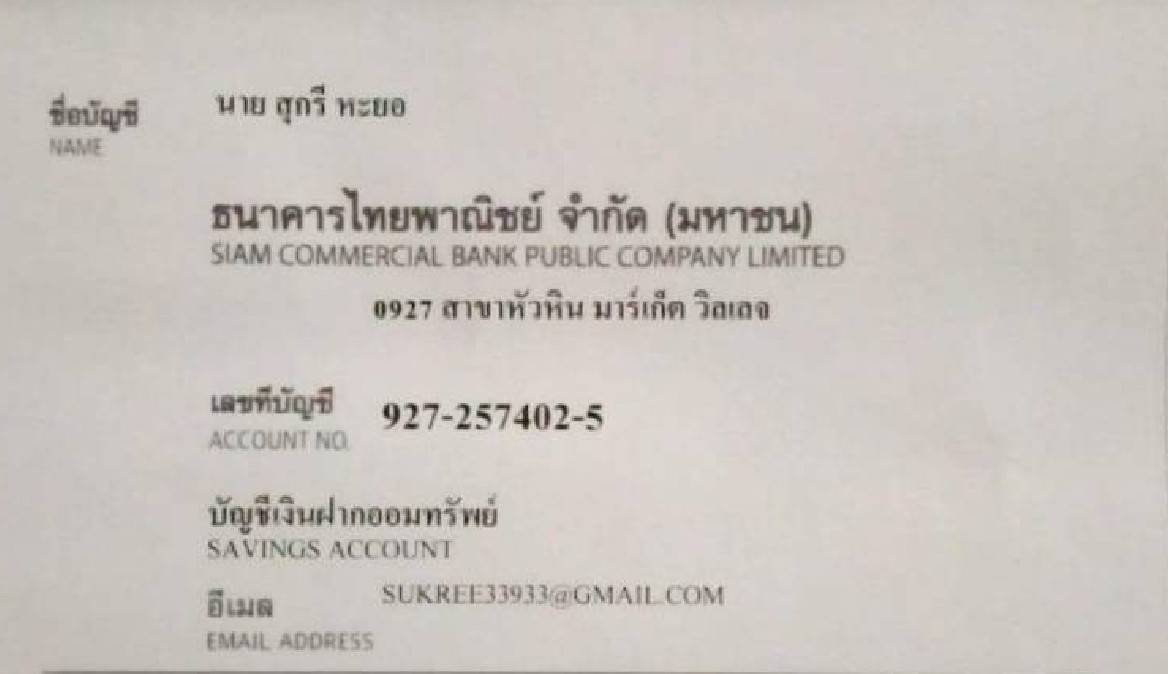 ชื่อบัญชี นาย สุกรี หะยอ
NAME
ธนาคารไทยพาณิชย์ จำกัด (มหาชน)
SIAM COMMERCIAL BANK PUBLIC COMPANY LIMITED
0927 สาขาหัวหิน มาร์เก็ต วิลเลจ
เลขที่บัญชี 927-257402-5
ACCOUNT NO.
บัญชีเงินฝากออมทรัพย์
SAVINGS ACCOUNT
อีเมล SUKREE33933@GMAIL.COM
EMAIL ADDRESS